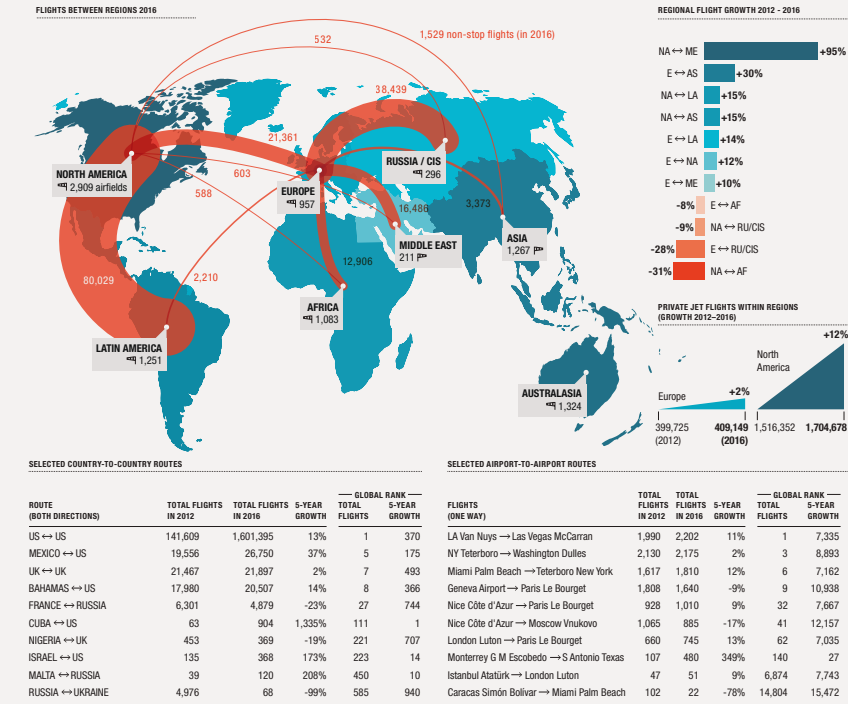 FLIGHTS BETWEEN REGIONS 2016
1,529 non-stop flights (in 2016)
532
38,439
21,361
603
588
NORTH AMERICA
2,909 airfields
EUROPE
957
RUSSIA / CIS
296
16,486
3,373
MIDDLE EAST
211
ASIA
1,267
12,906
80,029
2,210
AFRICA
1,083
LATIN AMERICA
1,251
AUSTRALASIA
1,324
REGIONAL FLIGHT GROWTH 2012 - 2016
NA ↔ ME +95%
E ↔ AS +30%
NA ↔ LA +15%
NA ↔ AS +15%
E ↔ LA +14%
E ↔ NA +12%
E ↔ ME +10%
-8% E ↔ AF
-9% NA ↔ RU/CIS
-28% E ↔ RU/CIS
-31% NA ↔ AF
PRIVATE JET FLIGHTS WITHIN REGIONS
(GROWTH 2012–2016)
+12%
North
America
Europe +2%
399,725 409,149 1,516,352 1,704,678
(2012) (2016)
SELECTED COUNTRY-TO-COUNTRY ROUTES
GLOBAL RANK
ROUTE TOTAL FLIGHTS TOTAL FLIGHTS 5-YEAR TOTAL 5-YEAR
(BOTH DIRECTIONS) IN 2012 IN 2016 GROWTH FLIGHTS GROWTH
US ↔ US 141,609 1,601,395 13% 1 370
MEXICO ↔ US 19,556 26,750 37% 5 175
UK ↔ UK 21,467 21,897 2% 7 493
BAHAMAS ↔ US 17,980 20,507 14% 8 366
FRANCE ↔ RUSSIA 6,301 4,879 -23% 27 744
CUBA ↔ US 63 904 1,335% 111 1
NIGERIA ↔ UK 453 369 -19% 221 707
ISRAEL ↔ US 135 368 173% 223 14
MALTA ↔ RUSSIA 39 120 208% 450 10
RUSSIA ↔ UKRAINE 4,976 68 -99% 585 940
SELECTED AIRPORT-TO-AIRPORT ROUTES
TOTAL TOTAL GLOBAL RANK
FLIGHTS FLIGHTS FLIGHTS 5-YEAR TOTAL 5-YEAR
(ONE WAY) IN 2012 IN 2016 GROWTH FLIGHTS GROWTH
LA Van Nuys → Las Vegas McCarran 1,990 2,202 11% 1 7,335
NY Teterboro → Washington Dulles 2,130 2,175 2% 3 8,893
Miami Palm Beach → Teterboro New York 1,617 1,810 12% 6 7,162
Geneva Airport → Paris Le Bourget 1,808 1,640 -9% 9 10,938
Nice Côte d'Azur → Paris Le Bourget 928 1,010 9% 32 7,667
Nice Côte d'Azur → Moscow Vnukovo 1,065 885 -17% 41 12,157
London Luton → Paris Le Bourget 660 745 13% 62 7,035
Monterrey G M Escobedo → S Antonio Texas 107 480 349% 140 27
Istanbul Atatürk → London Luton 47 51 9% 6,874 7,743
Caracas Simón Bolívar → Miami Palm Beach 102 22 -78% 14,804 15,472